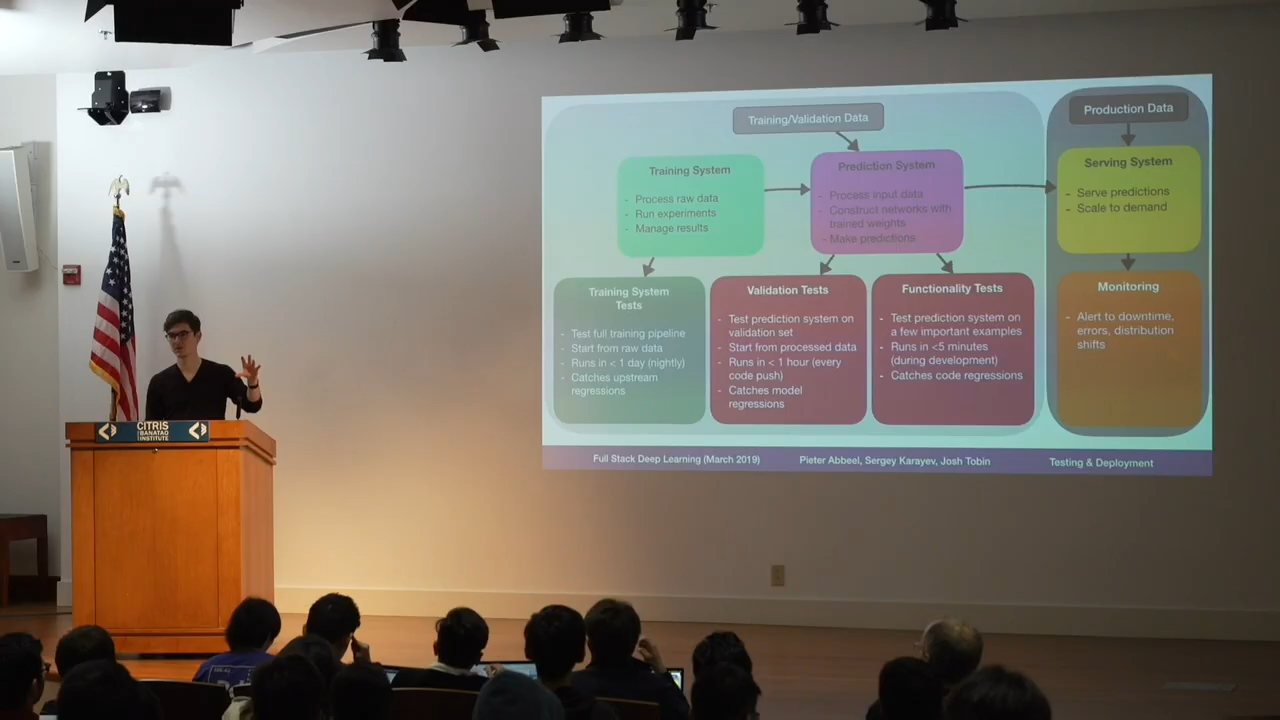 Training/Validation Data
Production Data
Training System
- Process raw data
- Run experiments
- Manage results
Prediction System
- Process input data
- Construct networks with
trained weights
- Make predictions
Serving System
- Serve predictions
- Scale to demand
Training System
Tests
- Test full training pipeline
- Start from raw data
- Runs in < 1 day (nightly)
- Catches upstream
regressions
Validation Tests
- Test prediction system on
validation set
- Start from processed data
- Runs in < 1 hour (every
code push)
- Catches model
regressions
Functionality Tests
- Test prediction system on
a few important examples
- Runs in <5 minutes
(during development)
- Catches code regressions
Monitoring
- Alert to downtime,
errors, distribution
shifts
Full Stack Deep Learning (March 2019)
Pieter Abbeel, Sergey Karayev, Josh Tobin
Testing & Deployment
CITRIS
BANATAO
INSTITUTE